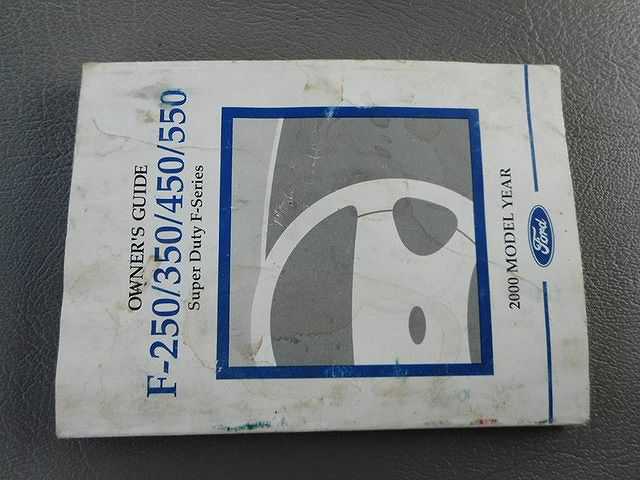 OWNER'S GUIDE
F-250/350/450/550
Super Duty F-Series
2000 MODEL YEAR
Ford